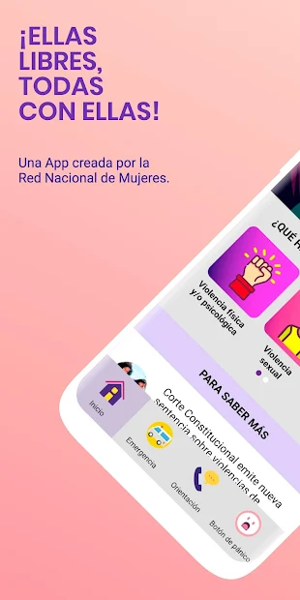 ¡ELLAS
LIBRES,
TODAS
CON ELLAS!
Una App creada por la
Red Nacional de Mujeres.
¿QUÉ
Violencia física
y/o psicológica
Violencia
sexual
PARA SABER MÁS
Corte Constitucional emite nueva
sentencia sobre violencias de
Inicio
Emergencia
Orientación
Botón de pánico